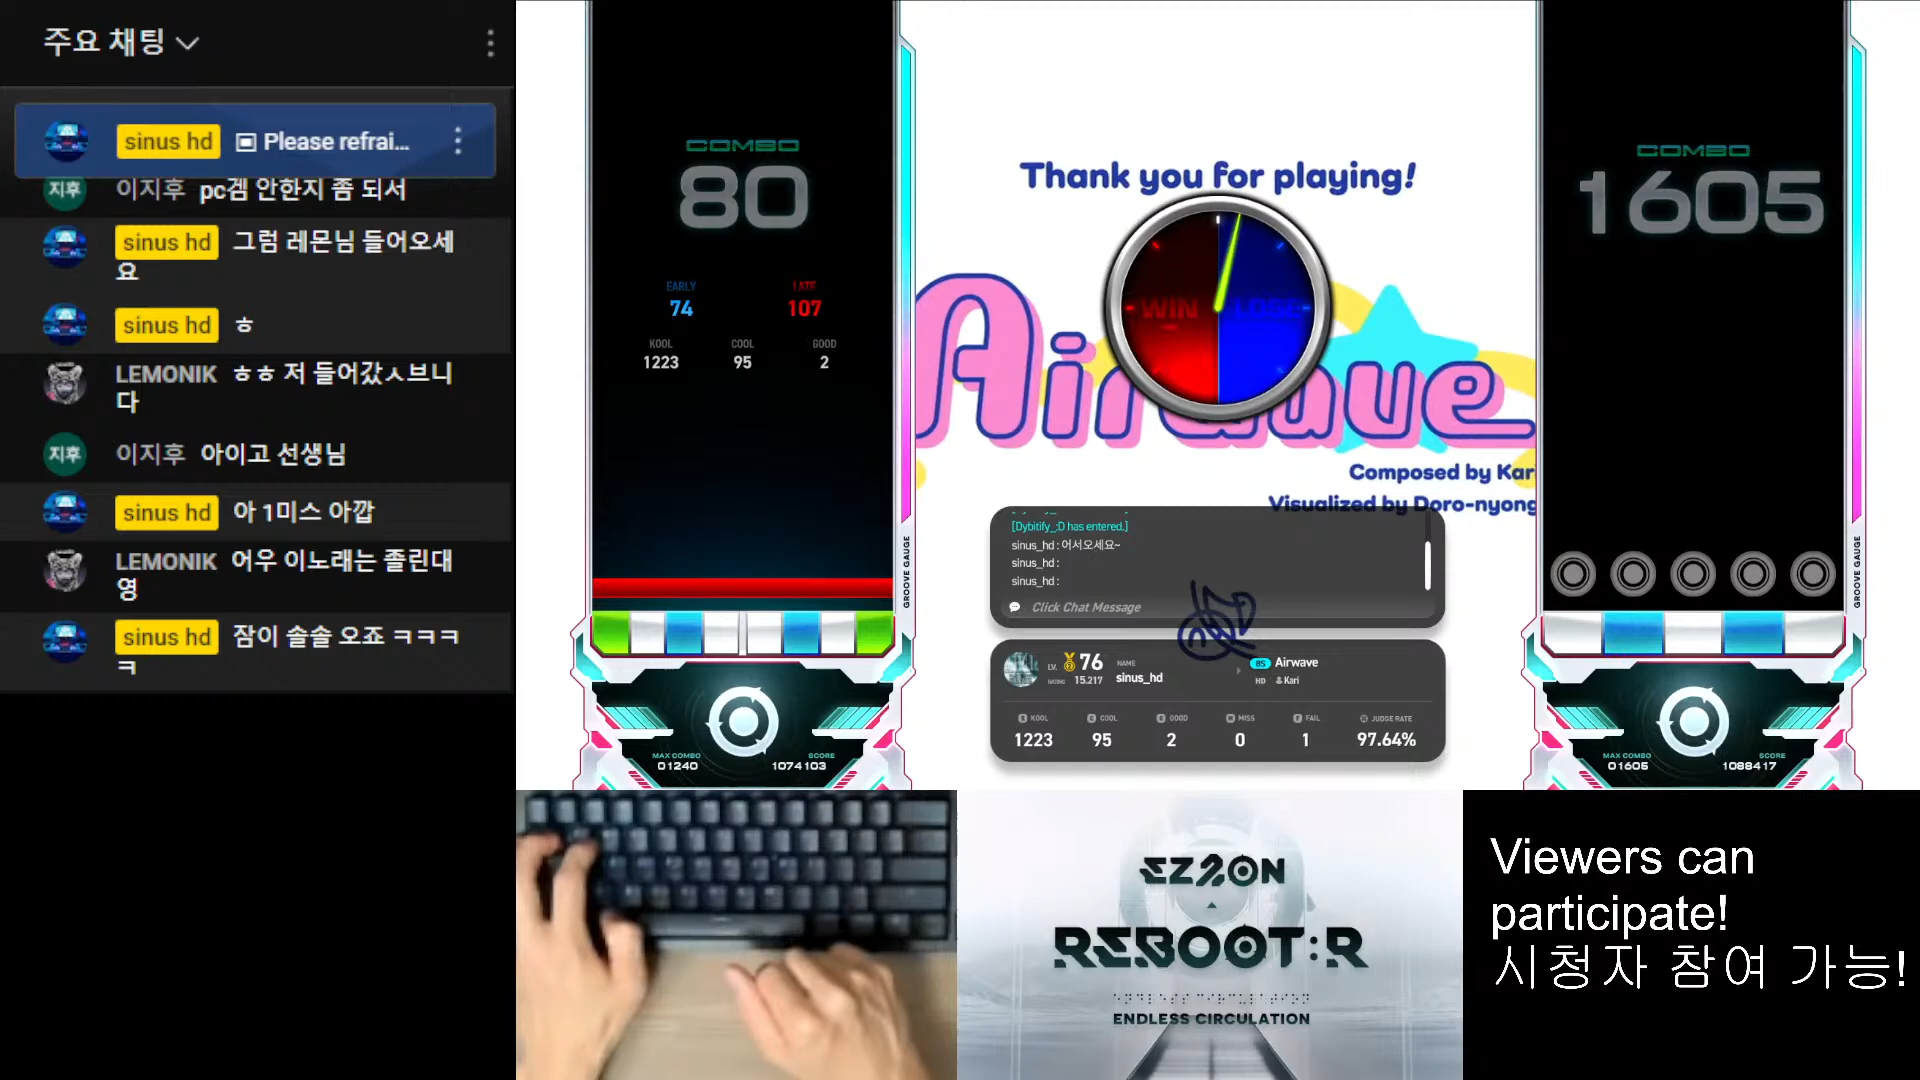 주요 채팅
sinus hd Please refrai...
지후 이지후 pc겜 안한지 좀 되서
sinus hd 그럼 레몬님 들어오세
요
sinus hd ㅎ
LEMONIK ㅎㅎ 저 들어갔ㅅ브니
다
지후 이지후 아이고 선생님
sinus hd 아 1미스 아깝
LEMONIK 어우 이노래는 졸린대
영
sinus hd 잠이 솔솔 오죠 ㅋㅋㅋ
ㅋ
COMBO
80
EARLY LATE
74 107
KOOL COOL GOOD
1223 95 2
GROOVE GAUGE
MAX COMBO SCORE
01240 1074103
Thank you for playing!
WIN LOSE
Airwave
Composed by Kari
Visualized by Doro-nyong
[Dybitify_:D has entered.]
sinus_hd : 어서오세요~
sinus_hd :
sinus_hd :
Click Chat Message
LV. 76 NAME
RATING 15.217 sinus_hd
8S Airwave
HD Kari
KOOL COOL GOOD MISS FAIL JUDGE RATE
1223 95 2 0 1 97.64%
COMBO
1605
GROOVE GAUGE
MAX COMBO SCORE
01605 1088417
EZ2ON
REBOOT:R
ENDLESS CIRCULATION
Viewers can
participate!
시청자 참여 가능!